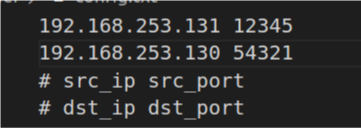 192.168.253.131 12345
192.168.253.130 54321
# src_ip src_port
# dst_ip dst_port